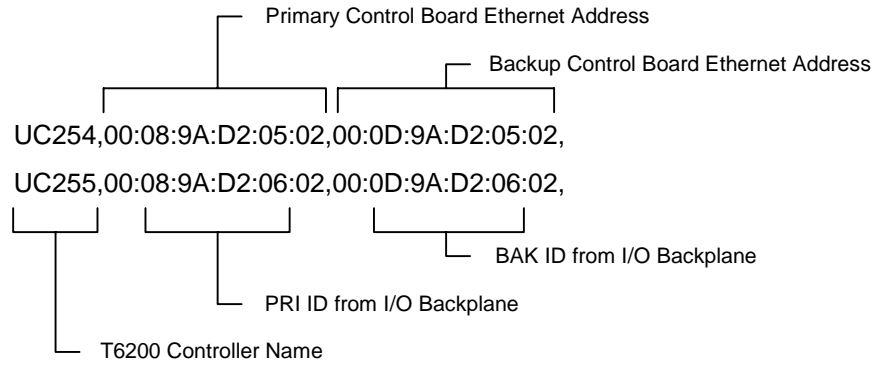 Primary Control Board Ethernet Address
Backup Control Board Ethernet Address
UC254,00:08:9A:D2:05:02,00:0D:9A:D2:05:02,
UC255,00:08:9A:D2:06:02,00:0D:9A:D2:06:02,
BAK ID from I/O Backplane
PRI ID from I/O Backplane
T6200 Controller Name